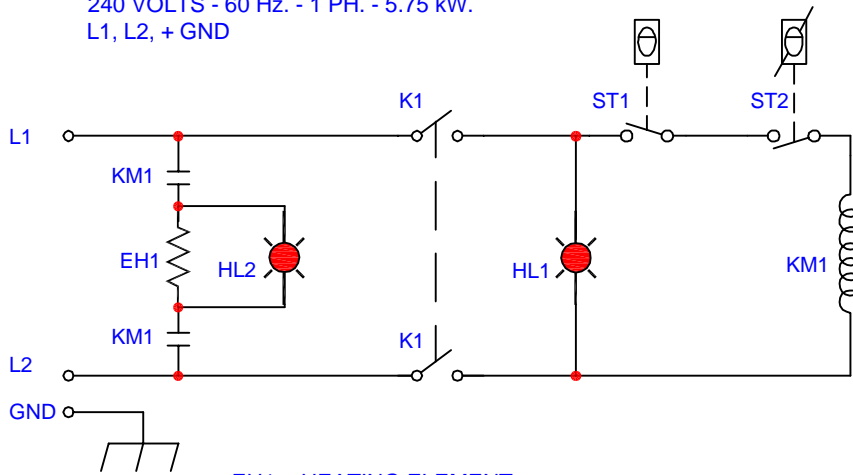 240 VOLTS - 60 Hz. - 1 PH. - 5.75 kW.
L1, L2, + GND
K1
ST1
ST2
L1
KM1
EH1
HL2
HL1
KM1
KM1
K1
L2
GND